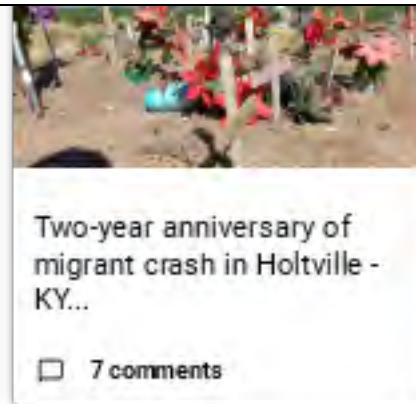 Two-year anniversary of
migrant crash in Holtville -
KY...
7 comments